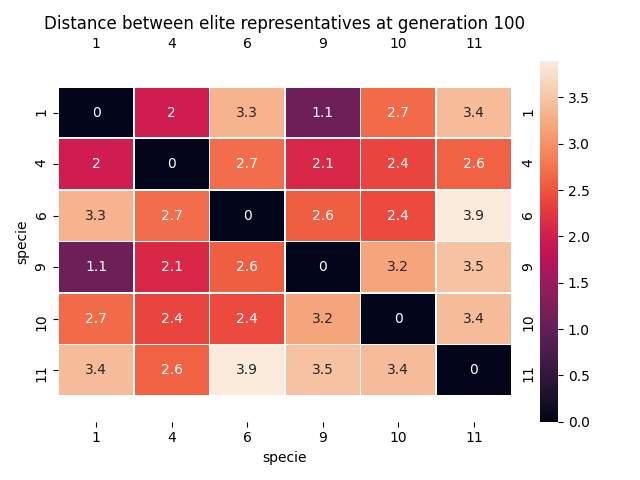 Distance between elite representatives at generation 100
1 4 6 9 10 11
1 0 2 3.3 1.1 2.7 3.4 1
4 2 0 2.7 2.1 2.4 2.6 4
6 3.3 2.7 0 2.6 2.4 3.9 6
9 1.1 2.1 2.6 0 3.2 3.5 9
10 2.7 2.4 2.4 3.2 0 3.4 10
11 3.4 2.6 3.9 3.5 3.4 0 11
1 4 6 9 10 11
specie
specie
3.5
3.0
2.5
2.0
1.5
1.0
0.5
0.0